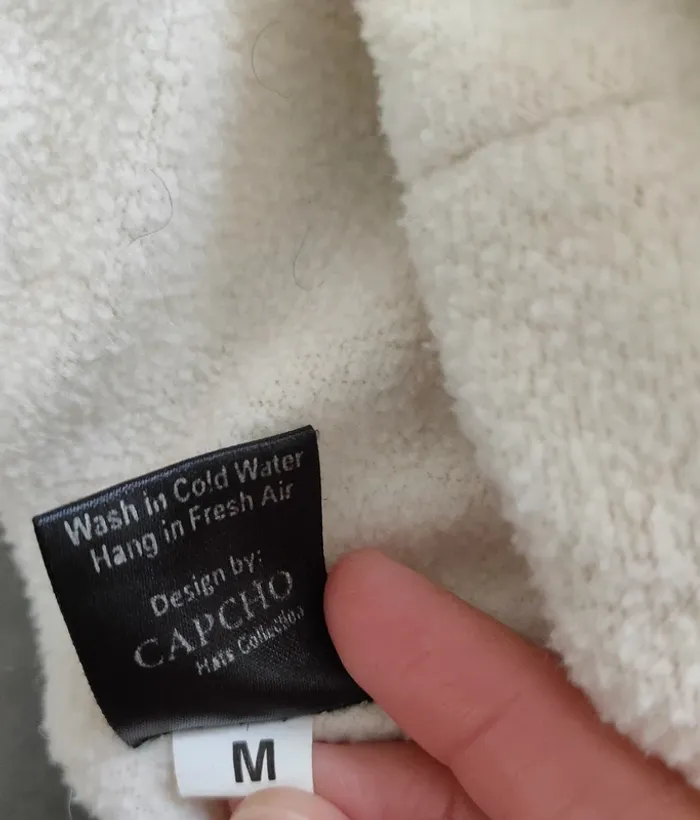 Wash in Cold Water
Hang in Fresh Air
Design by:
CAPCHO
Hats Collection
M